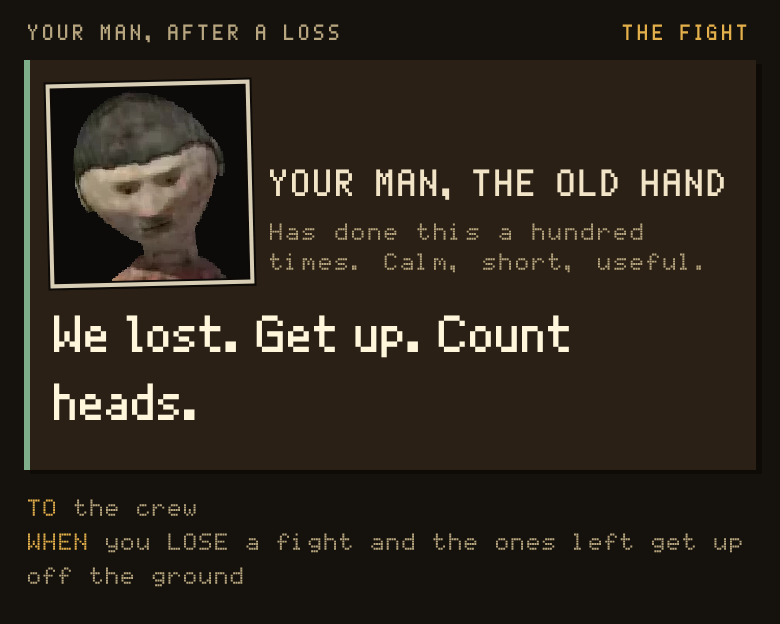 YOUR MAN, AFTER A LOSS
THE FIGHT
YOUR MAN, THE OLD HAND
Has done this a hundred
times. Calm, short, useful.
We lost. Get up. Count
heads.
TO the crew
WHEN you LOSE a fight and the ones left get up
off the ground